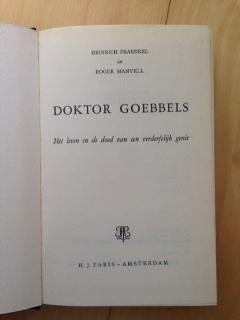 HEINRICH FRAENKEL
EN
ROGER MANVELL
DOKTOR GOEBBELS
Het leven en de dood van een verderfelijk genie
H. J. PARIS – AMSTERDAM